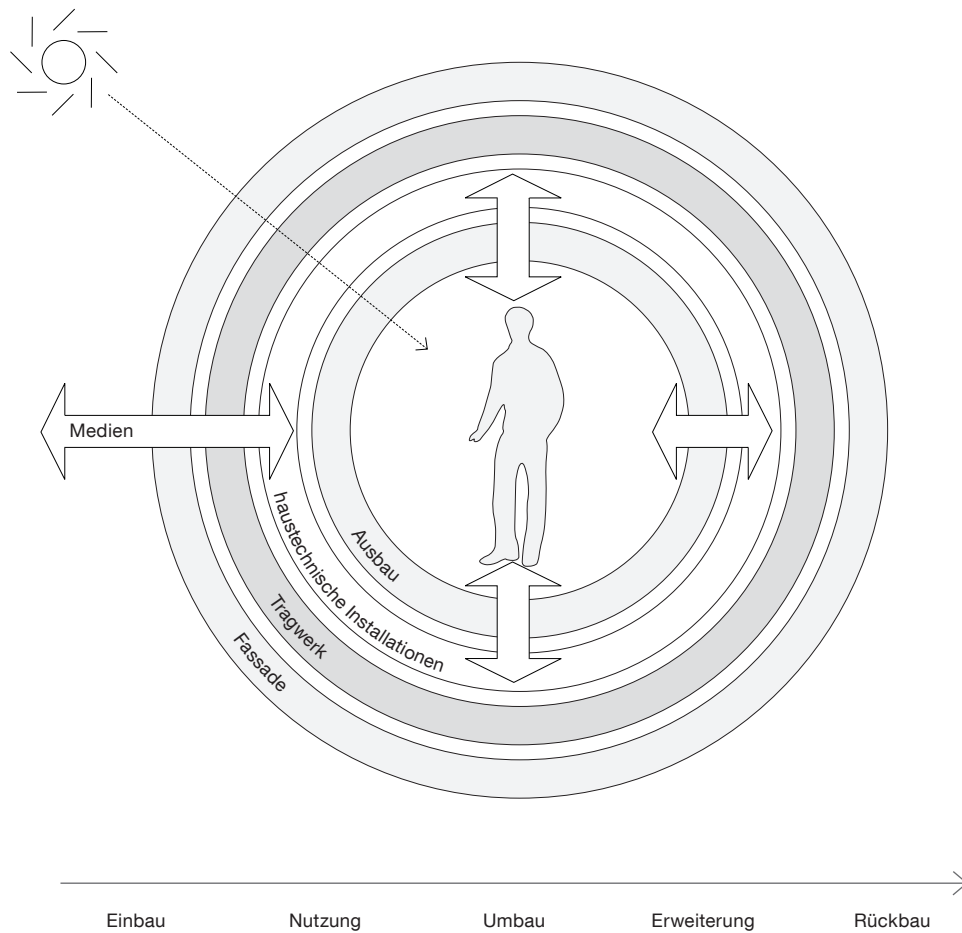 Medien
Ausbau
haustechnische Installationen
Tragwerk
Fassade
Einbau Nutzung Umbau Erweiterung Rückbau